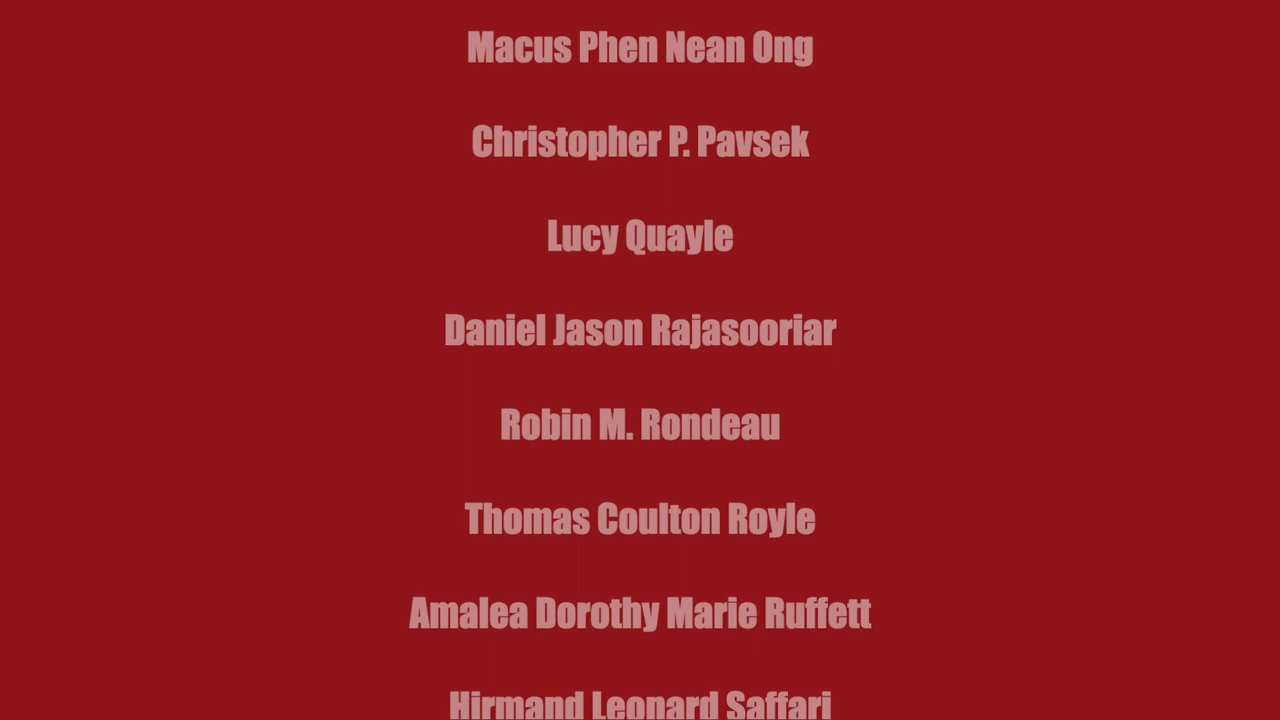 Macus Phen Nean Ong
Christopher P. Pavsek
Lucy Quayle
Daniel Jason Rajasooriar
Robin M. Rondeau
Thomas Coulton Royle
Amalea Dorothy Marie Ruffett
Hirmand Leonard Saffari